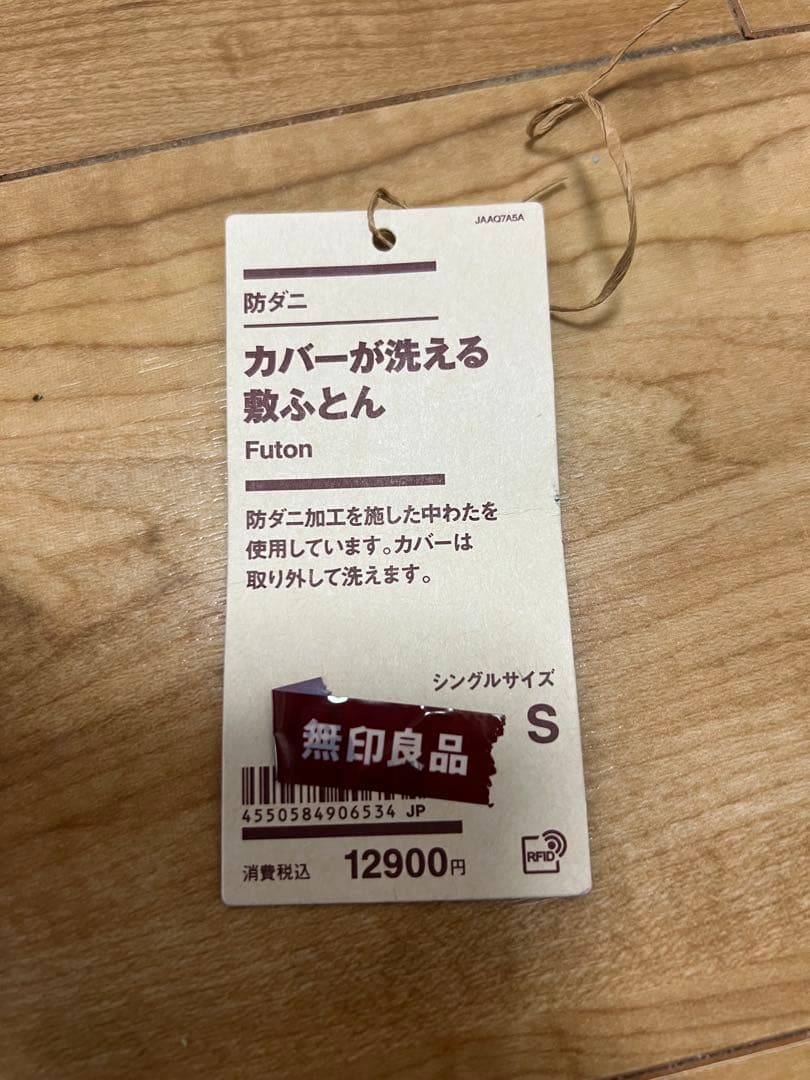 JAAQ7A5A
防ダニ
カバーが洗える
敷ふとん
Futon
防ダニ加工を施した中わたを
使用しています。カバーは
取り外して洗えます。
シングルサイズ
S
無印良品
4550584906534 JP
消費税込 12900円
RFID